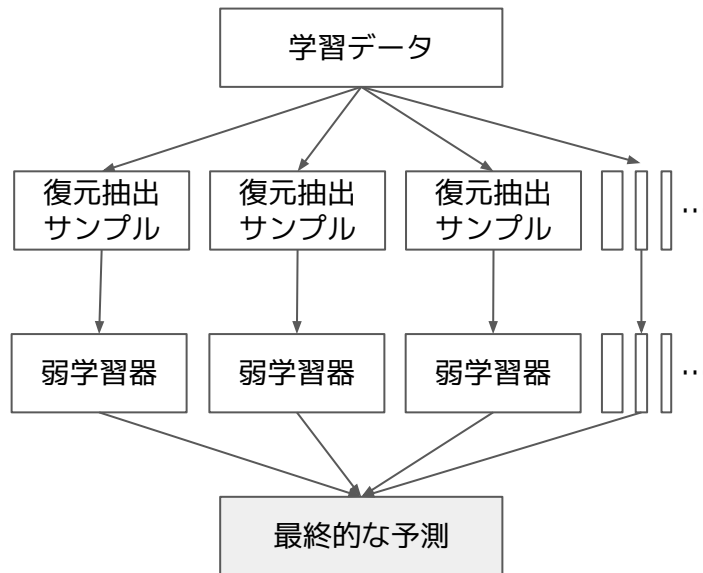 学習データ
復元抽出
サンプル
復元抽出
サンプル
復元抽出
サンプル
..
弱学習器
弱学習器
弱学習器
..
最終的な予測